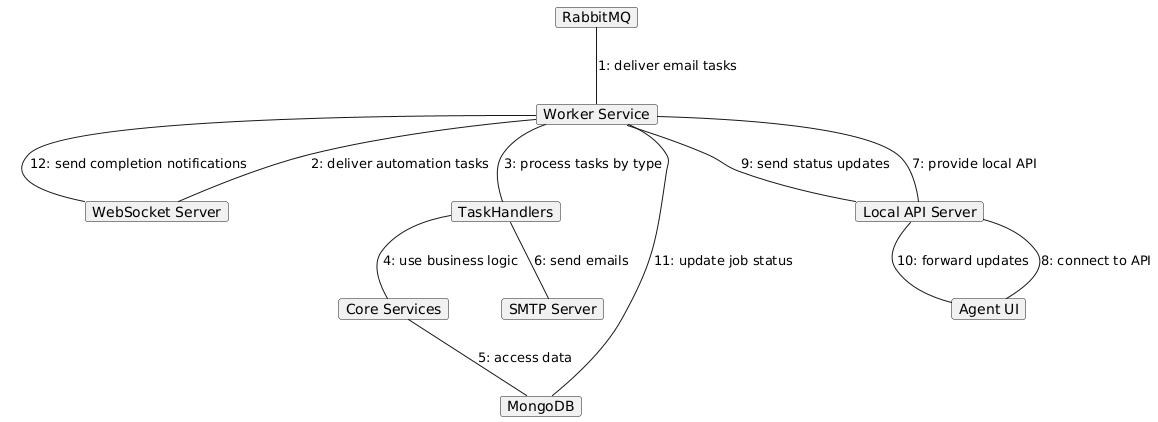 RabbitMQ
1: deliver email tasks
Worker Service
12: send completion notifications
2: deliver automation tasks
3: process tasks by type
9: send status updates
7: provide local API
WebSocket Server
TaskHandlers
Local API Server
4: use business logic
6: send emails
11: update job status
10: forward updates
8: connect to API
Core Services
SMTP Server
Agent UI
5: access data
MongoDB